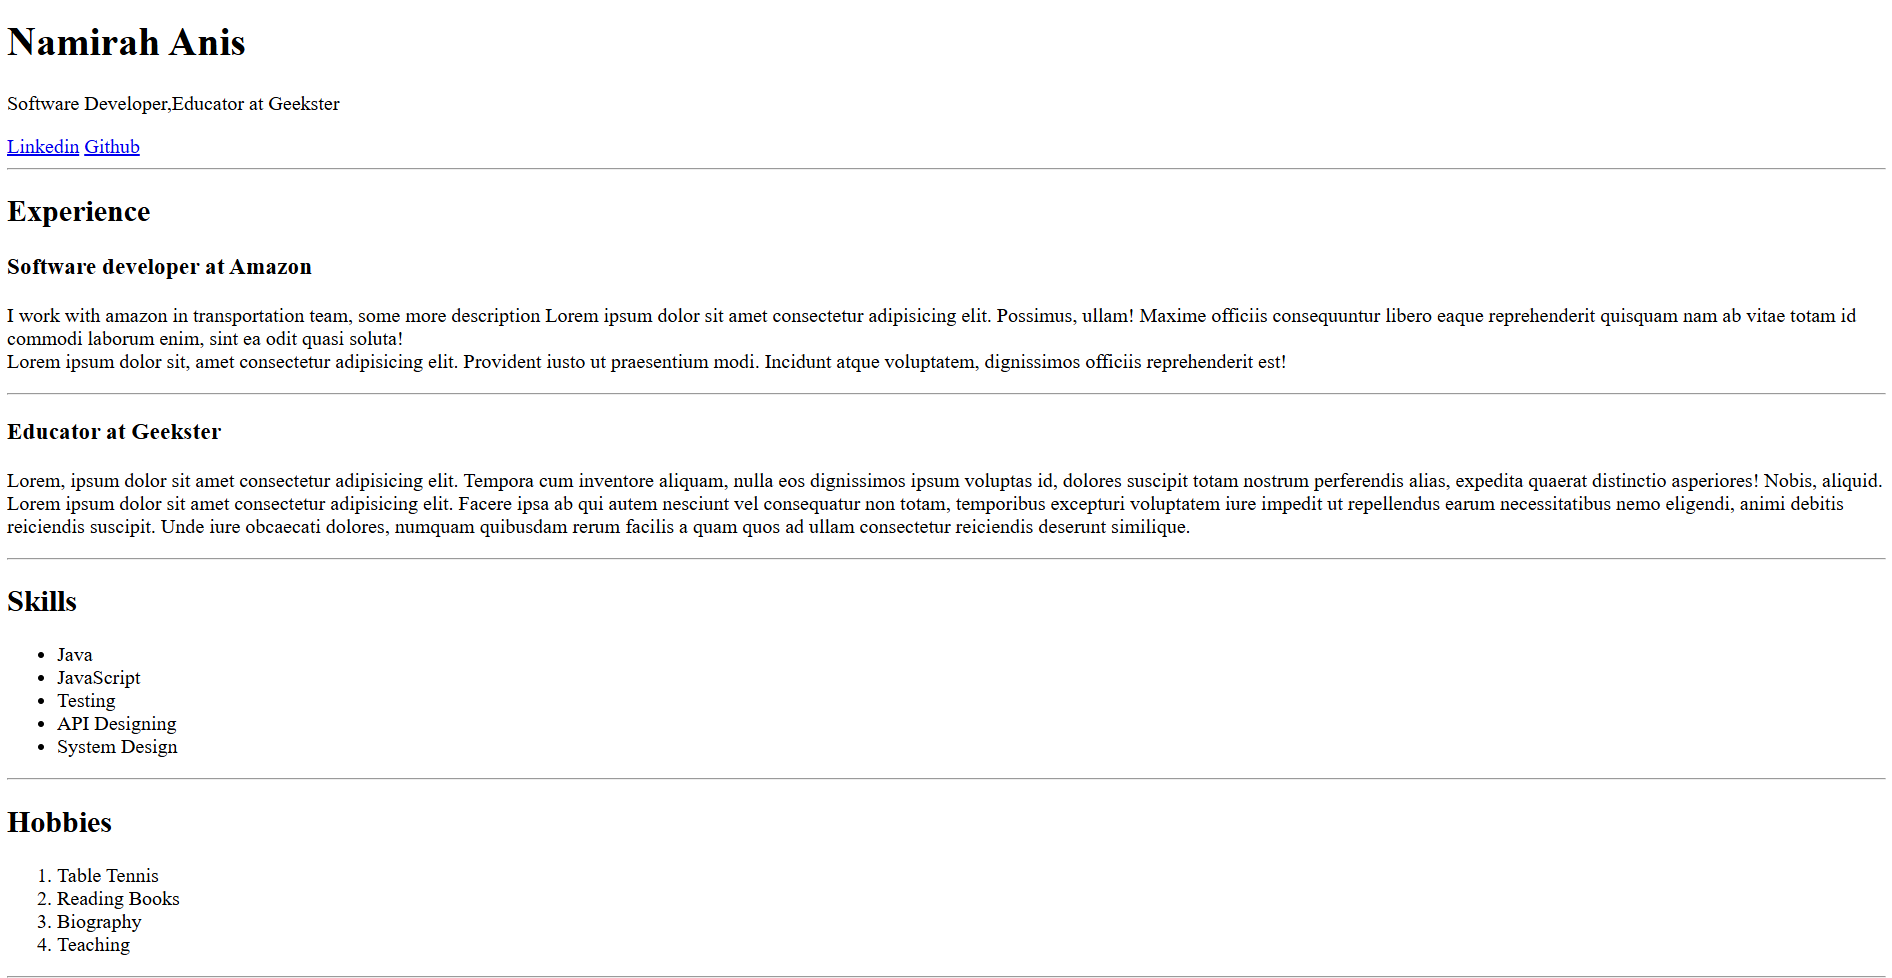 Namirah Anis
Software Developer,Educator at Geekster
Linkedin Github
Experience
Software developer at Amazon
I work with amazon in transportation team, some more description Lorem ipsum dolor sit amet consectetur adipisicing elit. Possimus, ullam! Maxime officiis consequuntur libero eaque reprehenderit quisquam nam ab vitae totam id
commodi laborum enim, sint ea odit quasi soluta!
Lorem ipsum dolor sit, amet consectetur adipisicing elit. Provident iusto ut praesentium modi. Incidunt atque voluptatem, dignissimos officiis reprehenderit est!
Educator at Geekster
Lorem, ipsum dolor sit amet consectetur adipisicing elit. Tempora cum inventore aliquam, nulla eos dignissimos ipsum voluptas id, dolores suscipit totam nostrum perferendis alias, expedita quaerat distinctio asperiores! Nobis, aliquid.
Lorem ipsum dolor sit amet consectetur adipisicing elit. Facere ipsa ab qui autem nesciunt vel consequatur non totam, temporibus excepturi voluptatem iure impedit ut repellendus earum necessitatibus nemo eligendi, animi debitis
reiciendis suscipit. Unde iure obcaecati dolores, numquam quibusdam rerum facilis a quam quos ad ullam consectetur reiciendis deserunt similique.
Skills
• Java
• JavaScript
• Testing
• API Designing
• System Design
Hobbies
1. Table Tennis
2. Reading Books
3. Biography
4. Teaching